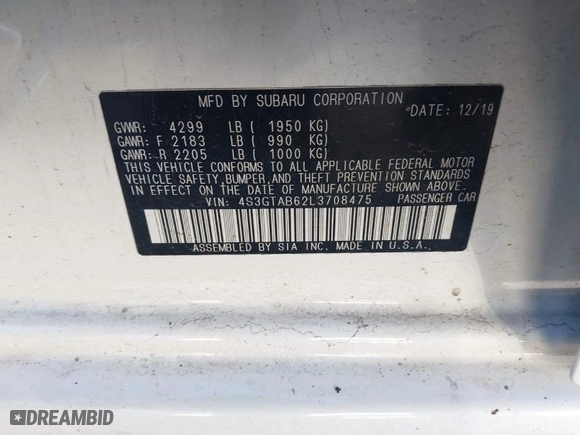 MFD BY SUBARU CORPORATION
DATE: 12/19
GVWR: 4299 LB ( 1950 KG)
GAWR: F 2183 LB ( 990 KG)
GAWR: R 2205 LB ( 1000 KG)
THIS VEHICLE CONFORMS TO ALL APPLICABLE FEDERAL MOTOR
VEHICLE SAFETY, BUMPER, AND THEFT PREVENTION STANDARDS
IN EFFECT ON THE DATE OF MANUFACTURE SHOWN ABOVE.
VIN: 4S3GTAB62L3708475 PASSENGER CAR
ASSEMBLED BY SIA INC. MADE IN U.S.A.
DREAMBID